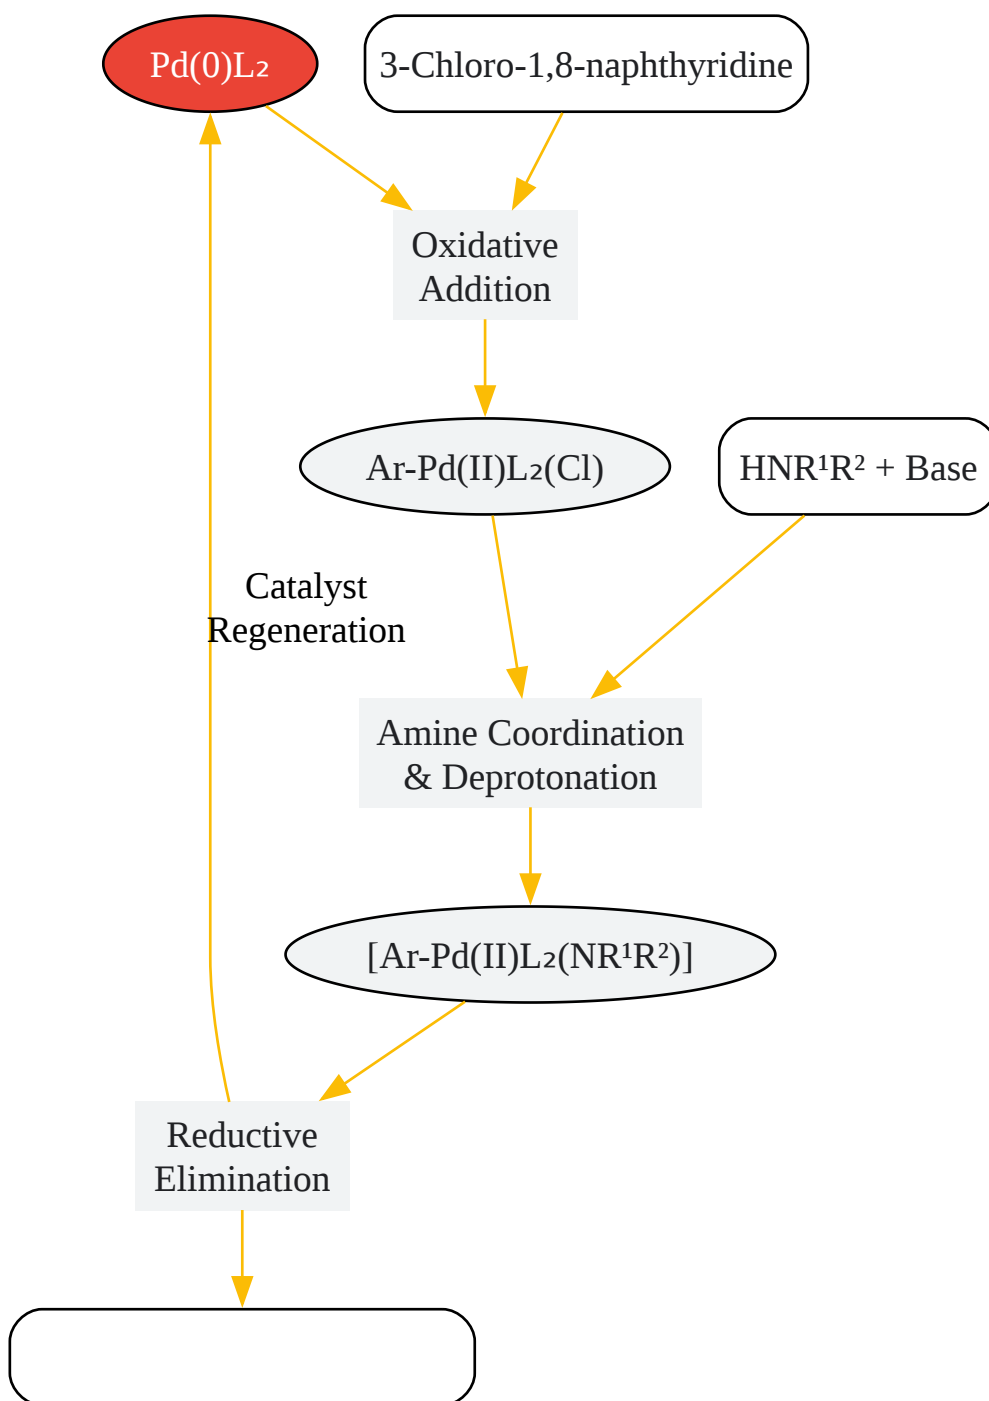 Pd(0)L₂
3-Chloro-1,8-naphthyridine
Oxidative
Addition
Ar-Pd(II)L₂(Cl)
HNR¹R² + Base
Catalyst
Regeneration
Amine Coordination
& Deprotonation
[Ar-Pd(II)L₂(NR¹R²)]
Reductive
Elimination